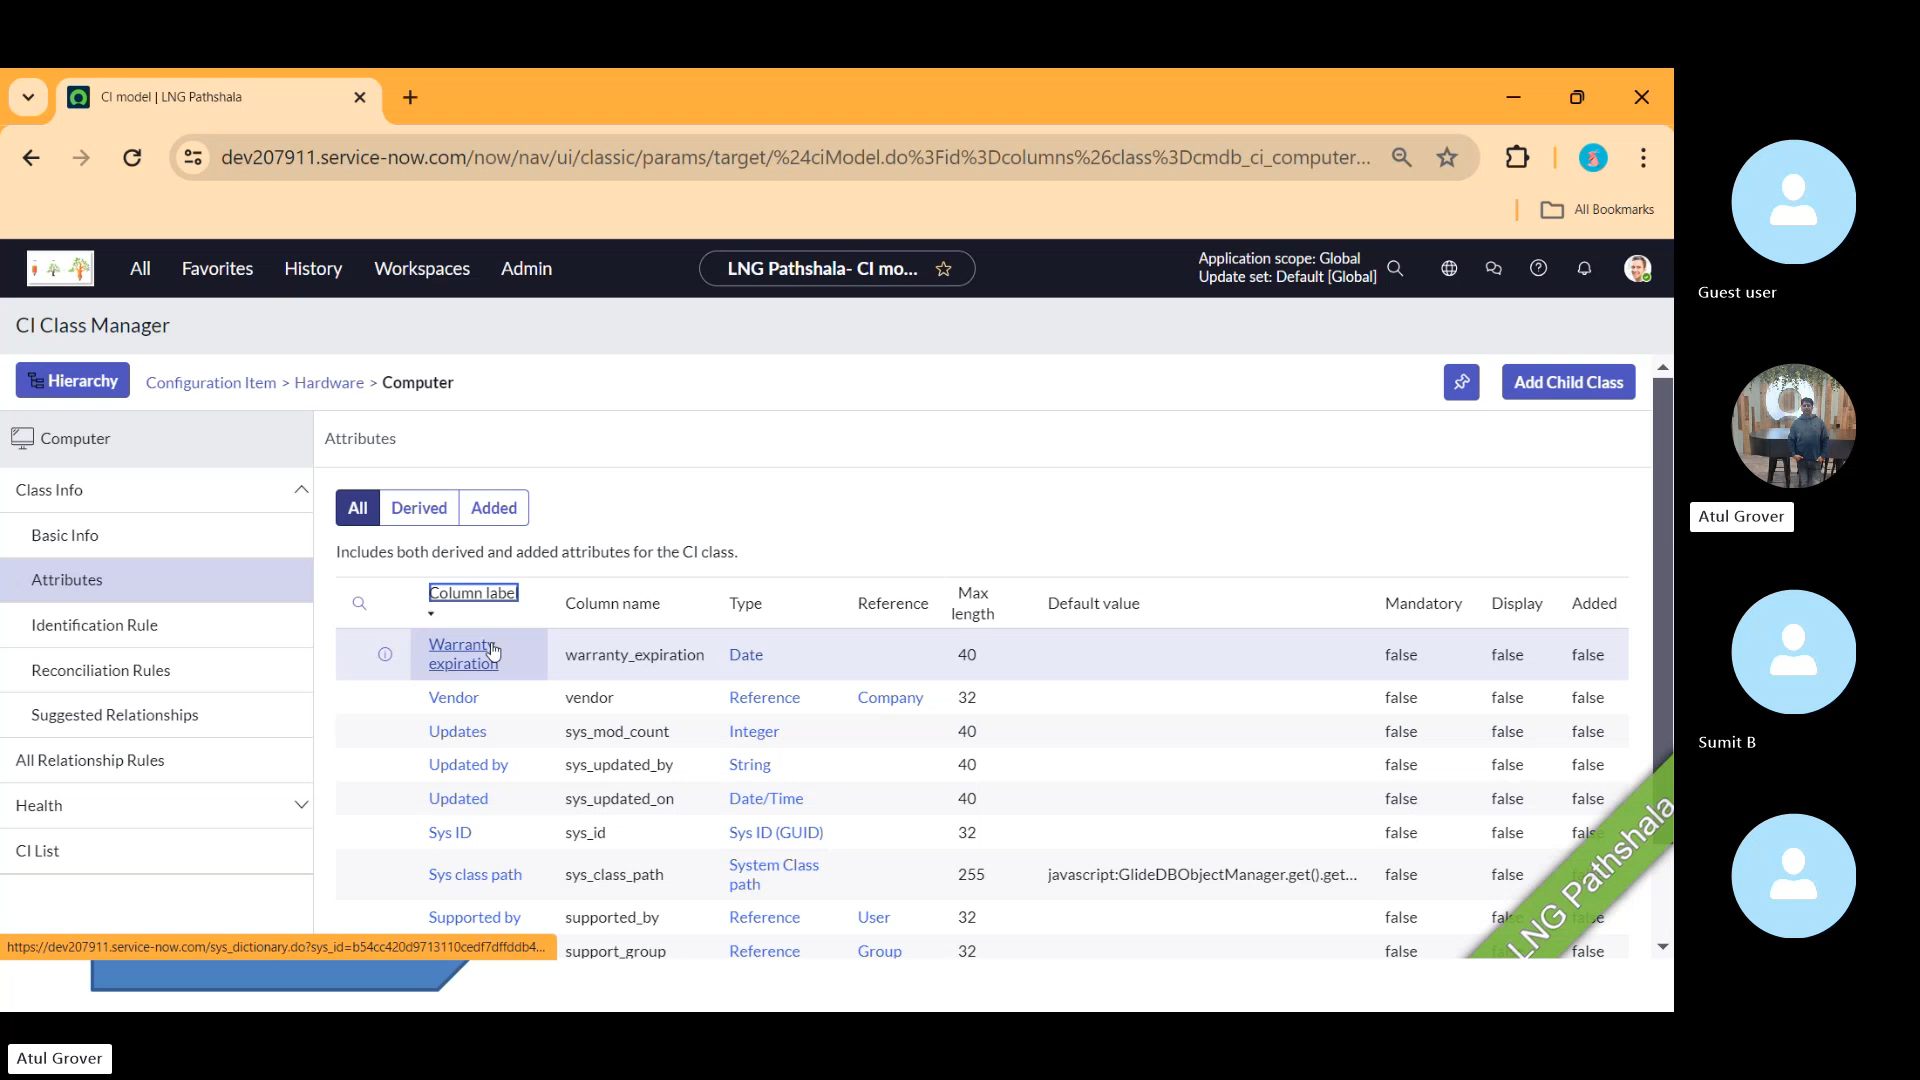 CI model | LNG Pathshala
dev207911.service-now.com/now/nav/ui/classic/params/target/%24ciModel.do%3Fid%3Dcolumns%26class%3Dcmdb_ci_computer...
All Bookmarks
All Favorites History Workspaces Admin
LNG Pathshala- CI mo...
Application scope: Global
Update set: Default [Global]
CI Class Manager
Hierarchy
Configuration Item > Hardware > Computer
Add Child Class
Computer
Class Info
Basic Info
Attributes
Identification Rule
Reconciliation Rules
Suggested Relationships
All Relationship Rules
Health
CI List
Attributes
All Derived Added
Includes both derived and added attributes for the CI class.
Column label Column name Type Reference Max length Default value Mandatory Display Added
Warranty expiration warranty_expiration Date 40 false false false
Vendor vendor Reference Company 32 false false false
Updates sys_mod_count Integer 40 false false false
Updated by sys_updated_by String 40 false false false
Updated sys_updated_on Date/Time 40 false false false
Sys ID sys_id Sys ID (GUID) 32 false false false
Sys class path sys_class_path System Class path 255 javascript:GlideDBObjectManager.get().get... false false false
Supported by supported_by Reference User 32 false false false
support_group Reference Group 32 false false
https://dev207911.service-now.com/sys_dictionary.do?sys_id=b54cc420d9713110cedf7dffddb4...
LNG Pathshala
Guest user
Atul Grover
Sumit B
Atul Grover